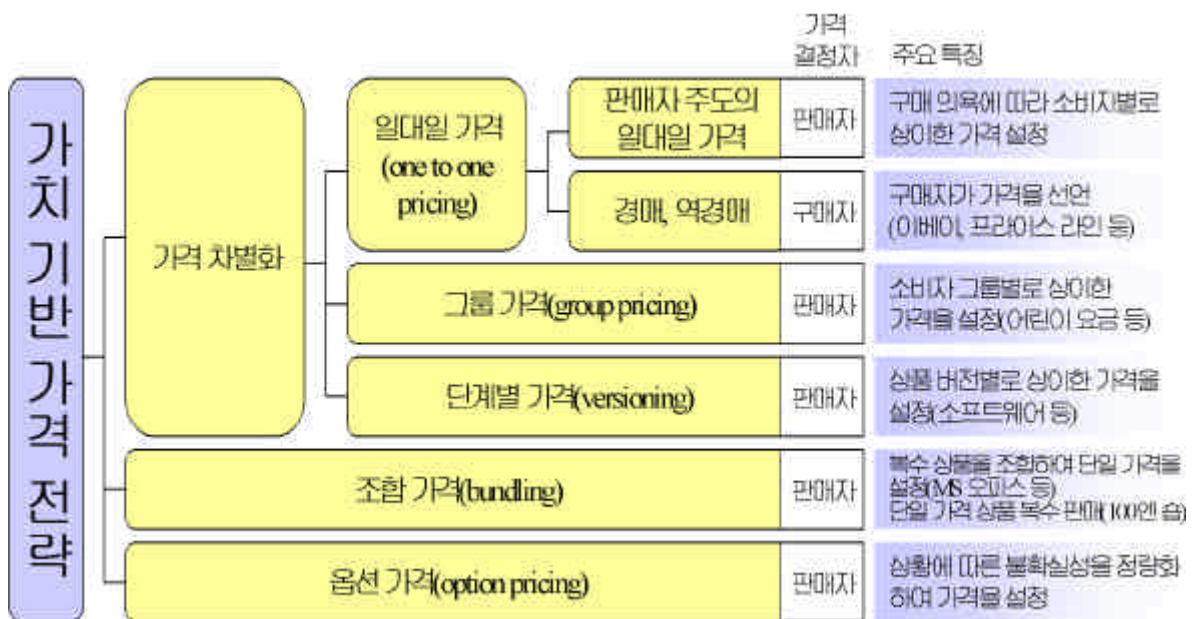 가격
결정자
주요 특징
가치 기반 가격 전략
가격 차별화
일대일 가격
(one to one
pricing)
판매자 주도의
일대일 가격
판매자
구매 의욕에 따라 소비자별로
상이한 가격 설정
경매, 역경매
구매자
구매자가 가격을 선언
(이베이, 프라이스 라인 등)
그룹 가격(group pricing)
판매자
소비자 그룹별로 상이한
가격을 설정(어린이 요금 등)
단계별 가격(versioning)
판매자
상품 버전별로 상이한 가격을
설정(소프트웨어 등)
조합 가격(bundling)
판매자
복수 상품을 조합하여 단일 가격을
설정(MS 오피스 등)
단일 가격 상품 복수 판매(100엔 숍)
옵션 가격(option pricing)
판매자
상황에 따른 불확실성을 정량화
하여 가격을 설정